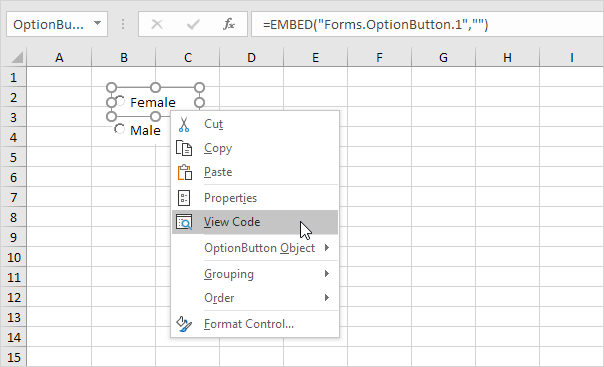 OptionBu...
=EMBED("Forms.OptionButton.1","")
A B C D E F G H I
1
2
3
4
5
6
7
8
9
10
11
12
13
14
15
Female
Male
Cut
Copy
Paste
Properties
View Code
OptionButton Object
Grouping
Order
Format Control...